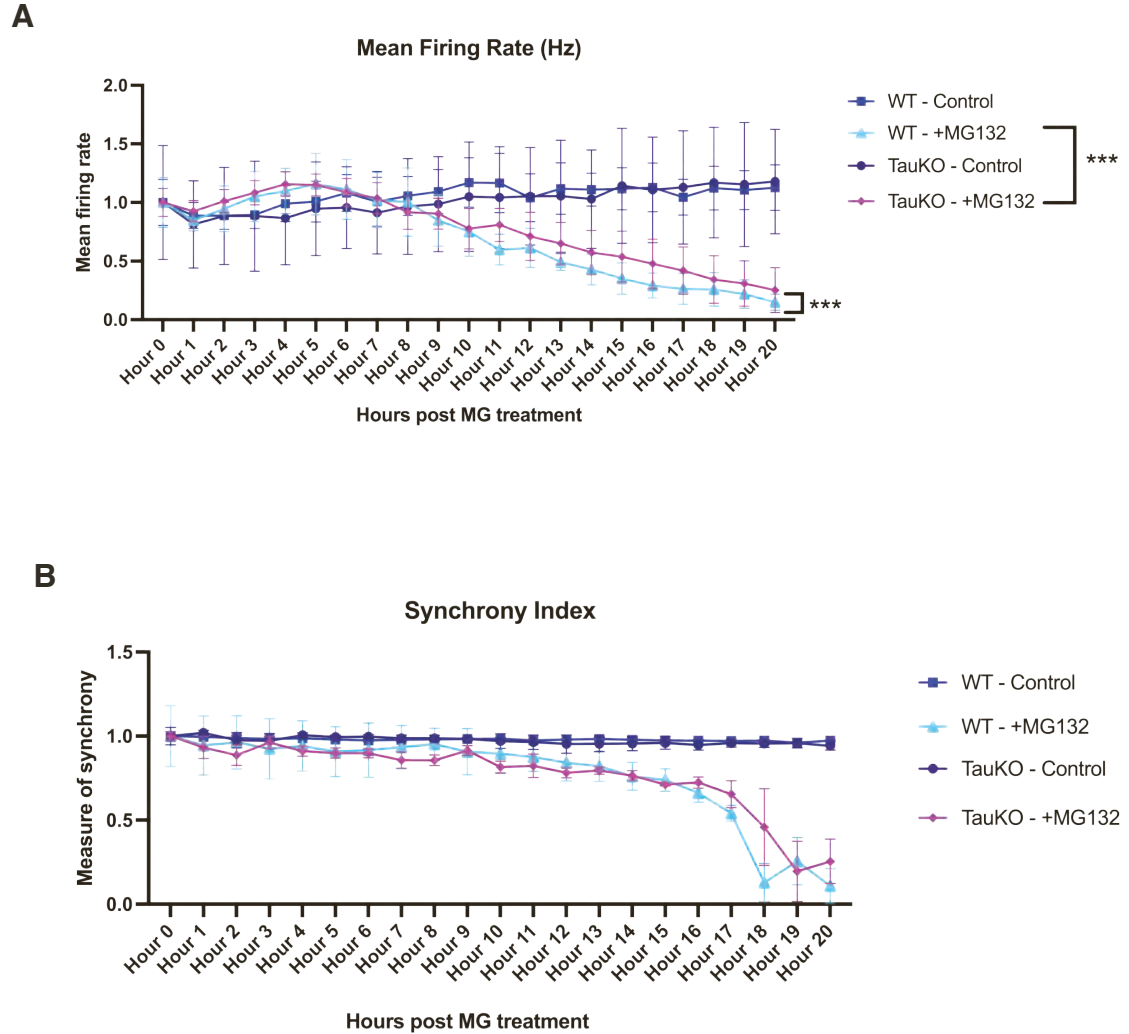 A
Mean Firing Rate (Hz)
Mean firing rate
2.0
1.5
1.0
0.5
0.0
Hour 0
Hour 1
Hour 2
Hour 3
Hour 4
Hour 5
Hour 6
Hour 7
Hour 8
Hour 9
Hour 10
Hour 11
Hour 12
Hour 13
Hour 14
Hour 15
Hour 16
Hour 17
Hour 18
Hour 19
Hour 20
Hours post MG treatment
WT - Control
WT - +MG132
TauKO - Control
TauKO - +MG132
***
***
B
Synchrony Index
Measure of synchrony
1.5
1.0
0.5
0.0
Hour 0
Hour 1
Hour 2
Hour 3
Hour 4
Hour 5
Hour 6
Hour 7
Hour 8
Hour 9
Hour 10
Hour 11
Hour 12
Hour 13
Hour 14
Hour 15
Hour 16
Hour 17
Hour 18
Hour 19
Hour 20
Hours post MG treatment
WT - Control
WT - +MG132
TauKO - Control
TauKO - +MG132